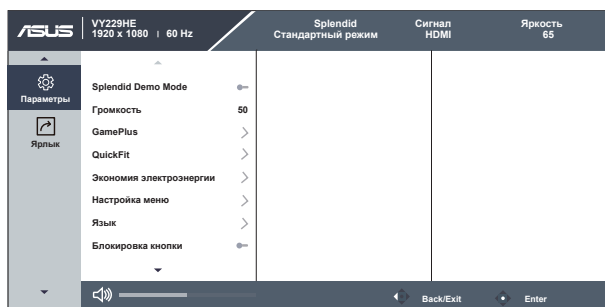 ASUS
VY229HE
1920 x 1080 | 60 Hz
Splendid
Стандартный режим
Сигнал
HDMI
Яркость
65
Параметры
Ярлык
Splendid Demo Mode
Громкость 50
GamePlus
QuickFit
Экономия электроэнергии
Настройка меню
Язык
Блокировка кнопки
Back/Exit
Enter